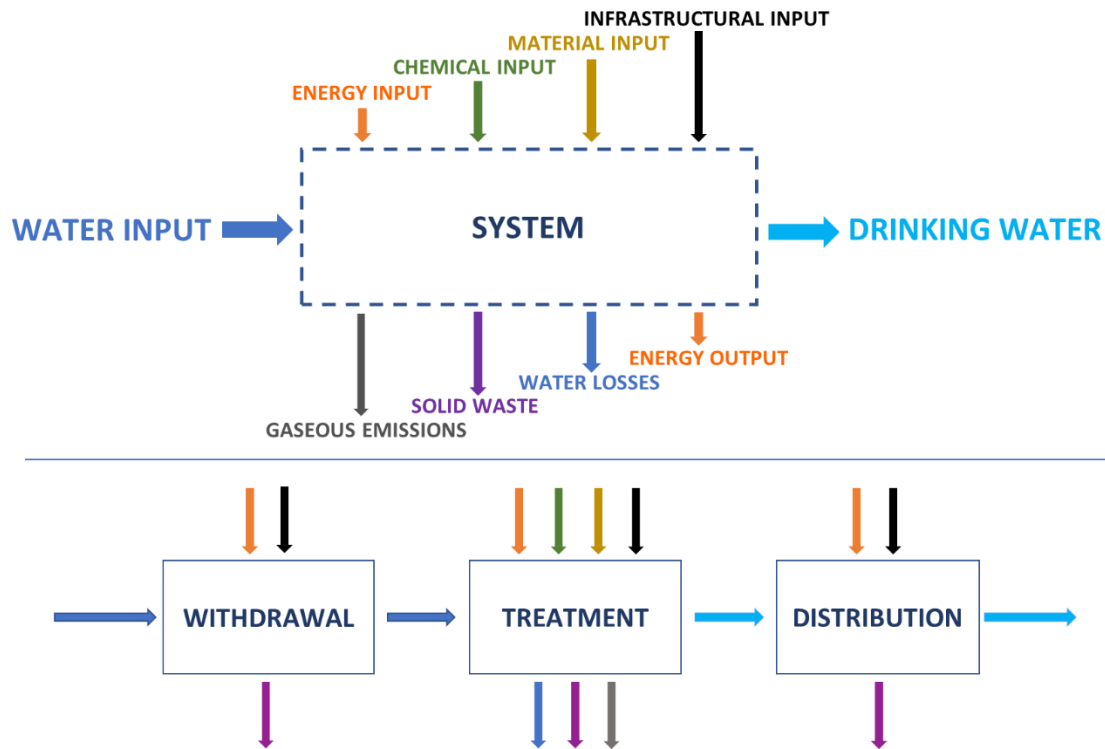 INFRASTRUCTURAL INPUT
MATERIAL INPUT
CHEMICAL INPUT
ENERGY INPUT
WATER INPUT
SYSTEM
DRINKING WATER
ENERGY OUTPUT
WATER LOSSES
SOLID WASTE
GASEOUS EMISSIONS
WITHDRAWAL
TREATMENT
DISTRIBUTION